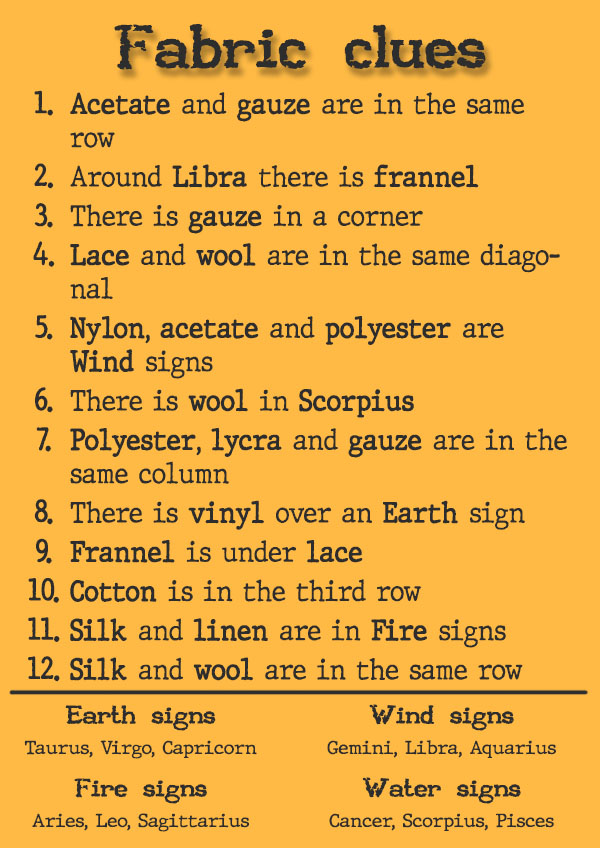 Fabric clues
1. Acetate and gauze are in the same
row
2. Around Libra there is frannel
3. There is gauze in a corner
4. Lace and wool are in the same diago-
nal
5. Nylon, acetate and polyester are
Wind signs
6. There is wool in Scorpius
7. Polyester, lycra and gauze are in the
same column
8. There is vinyl over an Earth sign
9. Frannel is under lace
10. Cotton is in the third row
11. Silk and linen are in Fire signs
12. Silk and wool are in the same row
Earth signs
Taurus, Virgo, Capricorn
Wind signs
Gemini, Libra, Aquarius
Fire signs
Aries, Leo, Sagittarius
Water signs
Cancer, Scorpius, Pisces